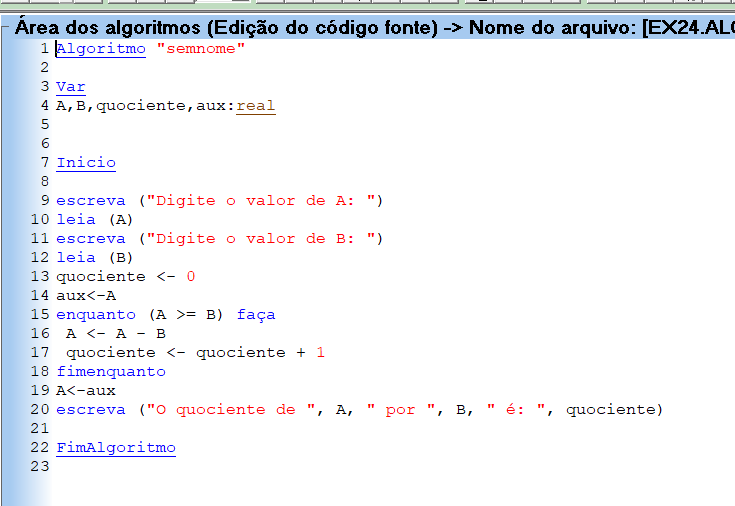 Área dos algoritmos (Edição do código fonte) -> Nome do arquivo: [EX24.ALG
1 Algoritmo "semnome"
2
3 Var
4 A,B,quociente,aux:real
5
6
7 Inicio
8
9 escreva ("Digite o valor de A: ")
10 leia (A)
11 escreva ("Digite o valor de B: ")
12 leia (B)
13 quociente <- 0
14 aux<-A
15 enquanto (A >= B) faça
16  A <- A - B
17  quociente <- quociente + 1
18 fimenquanto
19 A<-aux
20 escreva ("O quociente de ", A, " por ", B, " é: ", quociente)
21
22 FimAlgoritmo
23